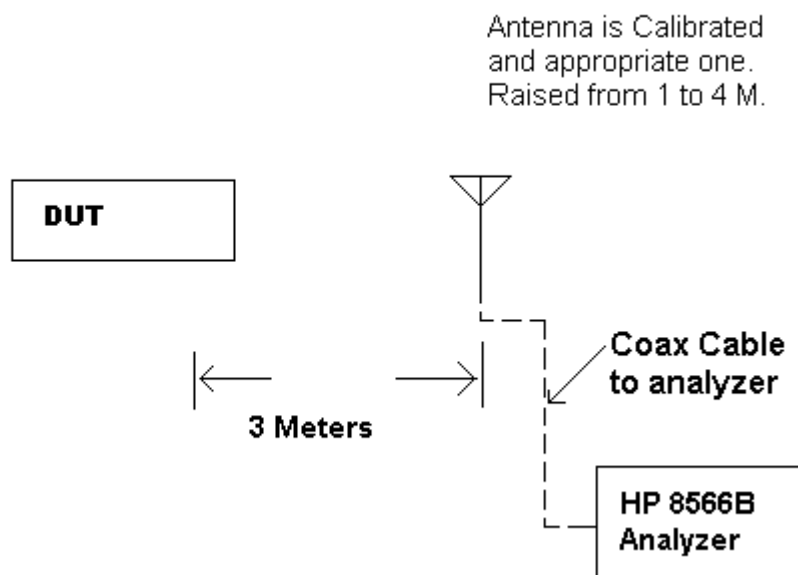 Antenna is Calibrated
and appropriate one.
Raised from 1 to 4 M.
DUT
Coax Cable
to analyzer
3 Meters
HP 8566B
Analyzer